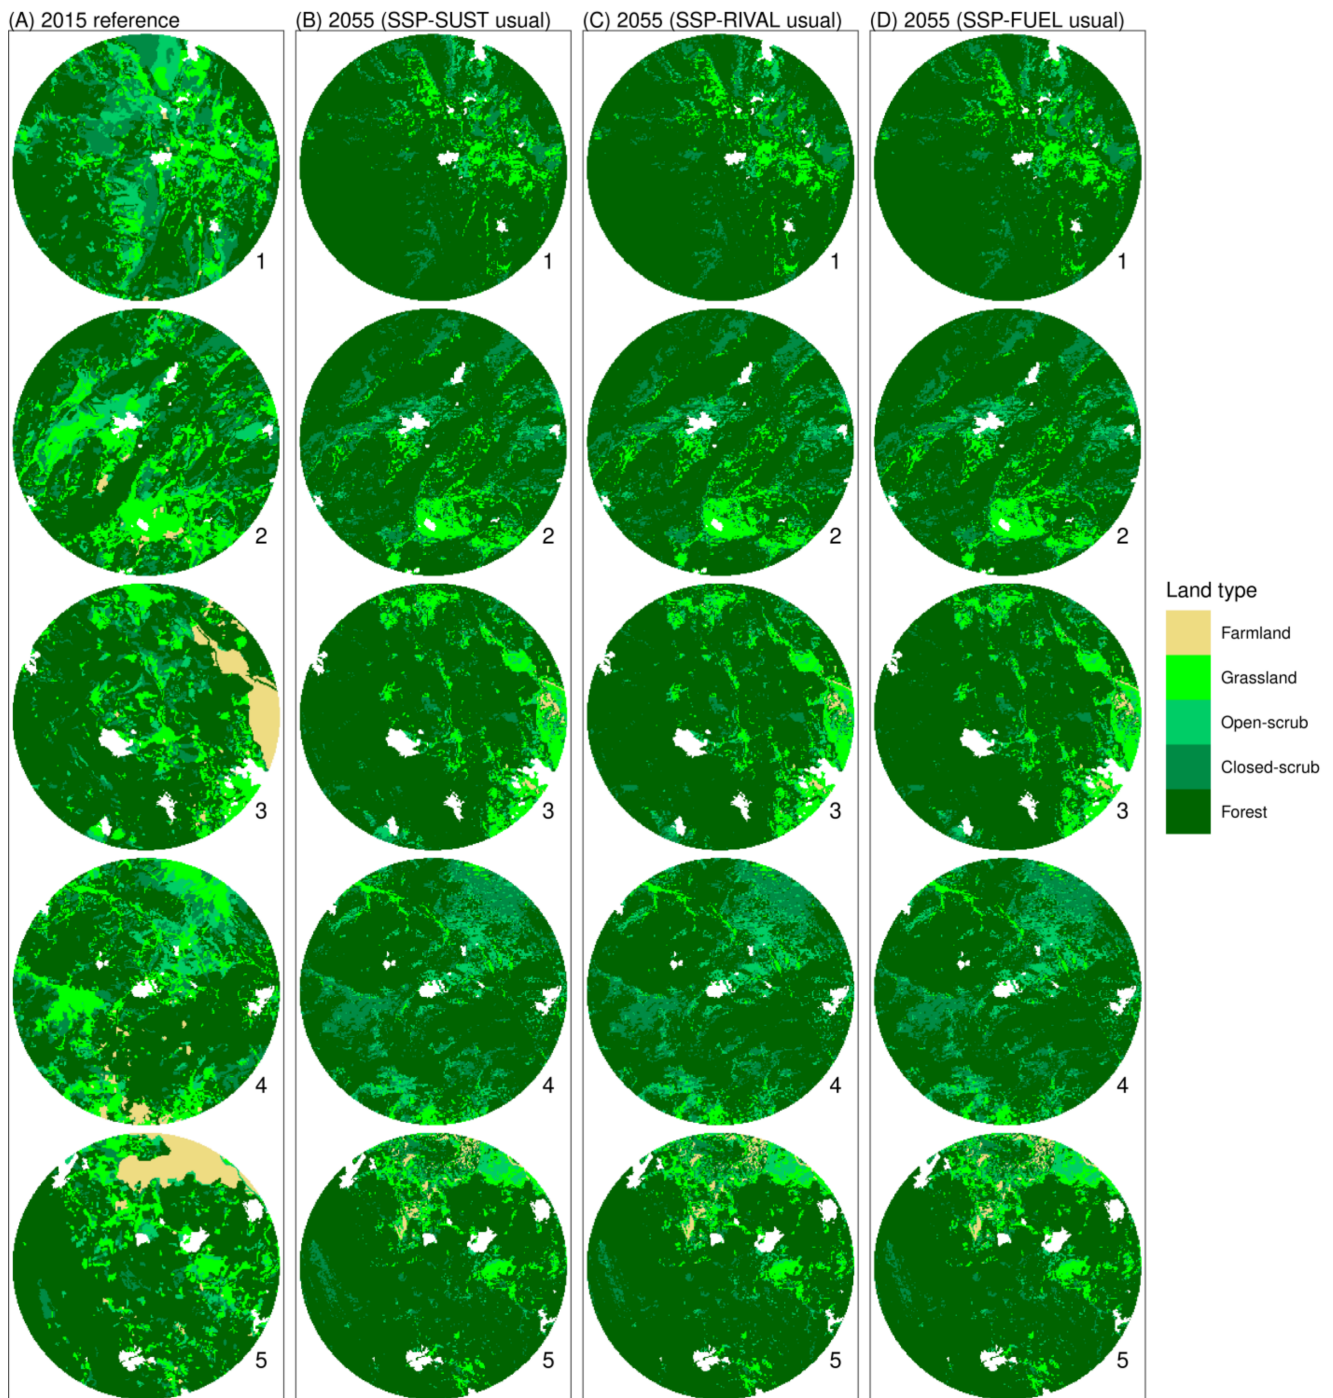 (A) 2015 reference
(B) 2055 (SSP-SUST usual)
(C) 2055 (SSP-RIVAL usual)
(D) 2055 (SSP-FUEL usual)
1
1
1
1
2
2
2
2
Land type
Farmland
Grassland
Open-scrub
Closed-scrub
Forest
3
3
3
3
4
4
4
4
5
5
5
5